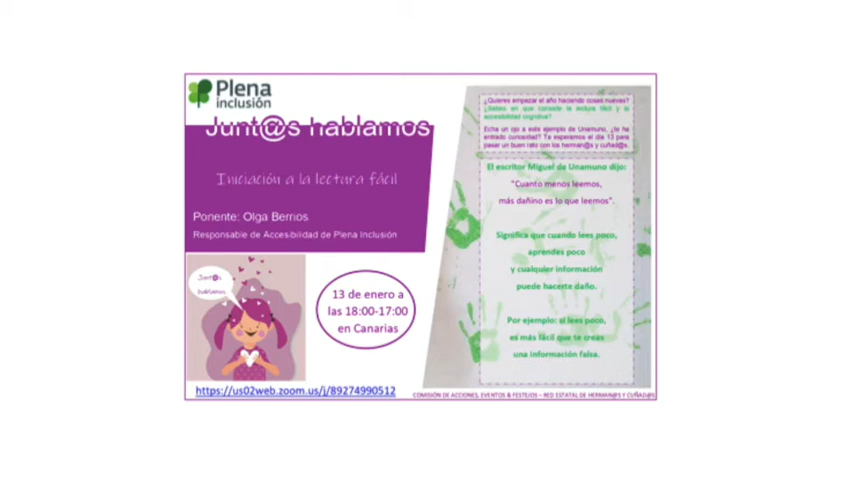 Plena
inclusión
Junt@s hablamos
Iniciación a la lectura fácil
Ponente: Olga Berrios
Responsable de Accesibilidad de Plena Inclusión
Junt@s
hablamos
13 de enero a
las 18:00-17:00
en Canarias
https://us02web.zoom.us/j/89274990512
¿Quieres empezar el año haciendo cosas nuevas?
¿Sabes en que consiste la lectura fácil y la
accesibilidad cognitiva?
Echa un ojo a este ejemplo de Unamuno, ¿te ha
entrado curiosidad? Te esperamos el día 13 para
pasar un buen rato con los herman@s y cuñad@s.
El escritor Miguel de Unamuno dijo:
"Cuanto menos leemos,
más dañino es lo que leemos".
Significa que cuando lees poco,
aprendes poco
y cualquier información
puede hacerte daño.
Por ejemplo: si lees poco,
es más fácil que te creas
una información falsa.
COMISIÓN DE ACCIONES, EVENTOS & FESTEJOS – RED ESTATAL DE HERMAN@S Y CUÑAD@S